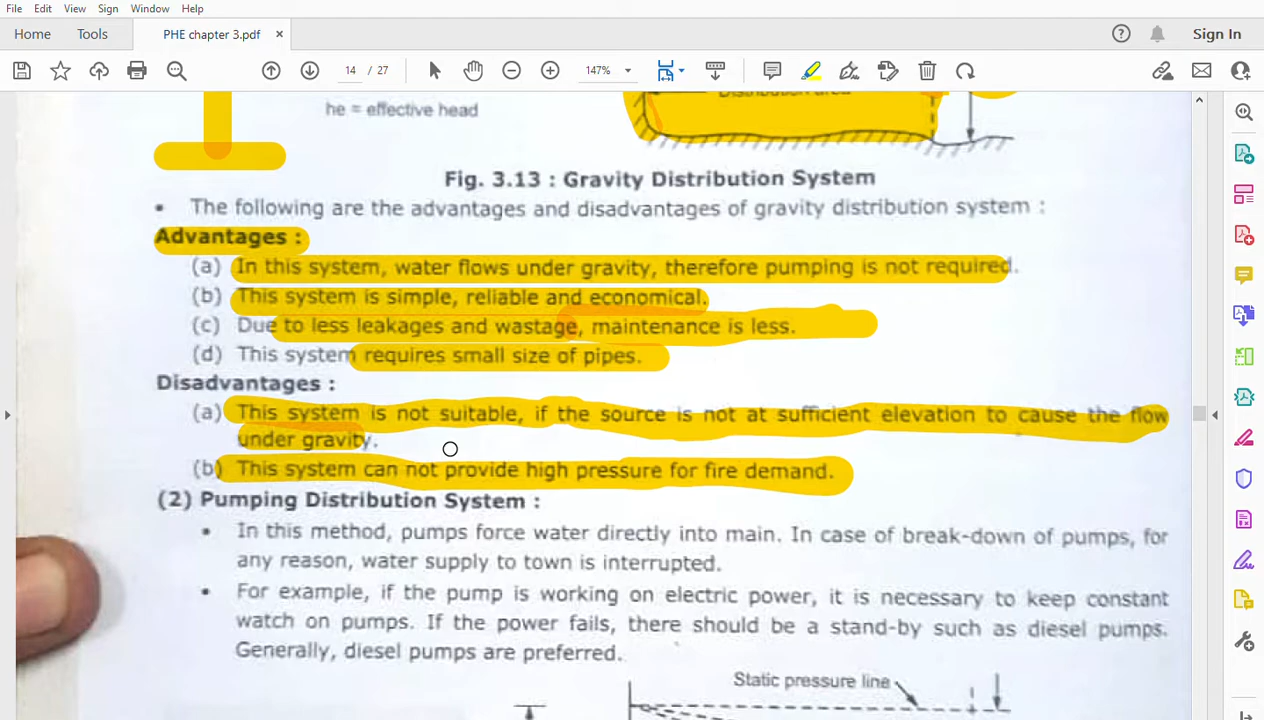 File Edit View Sign Window Help
Home Tools PHE chapter 3.pdf × Sign In
14 / 27 147%
he = effective head
Distribution area
Fig. 3.13 : Gravity Distribution System
• The following are the advantages and disadvantages of gravity distribution system :
Advantages :
(a) In this system, water flows under gravity, therefore pumping is not required.
(b) This system is simple, reliable and economical.
(c) Due to less leakages and wastage, maintenance is less.
(d) This system requires small size of pipes.
Disadvantages :
(a) This system is not suitable, if the source is not at sufficient elevation to cause the flow
under gravity.
(b) This system can not provide high pressure for fire demand.
(2) Pumping Distribution System :
• In this method, pumps force water directly into main. In case of break-down of pumps, for
any reason, water supply to town is interrupted.
• For example, if the pump is working on electric power, it is necessary to keep constant
watch on pumps. If the power fails, there should be a stand-by such as diesel pumps.
Generally, diesel pumps are preferred.
Static pressure line